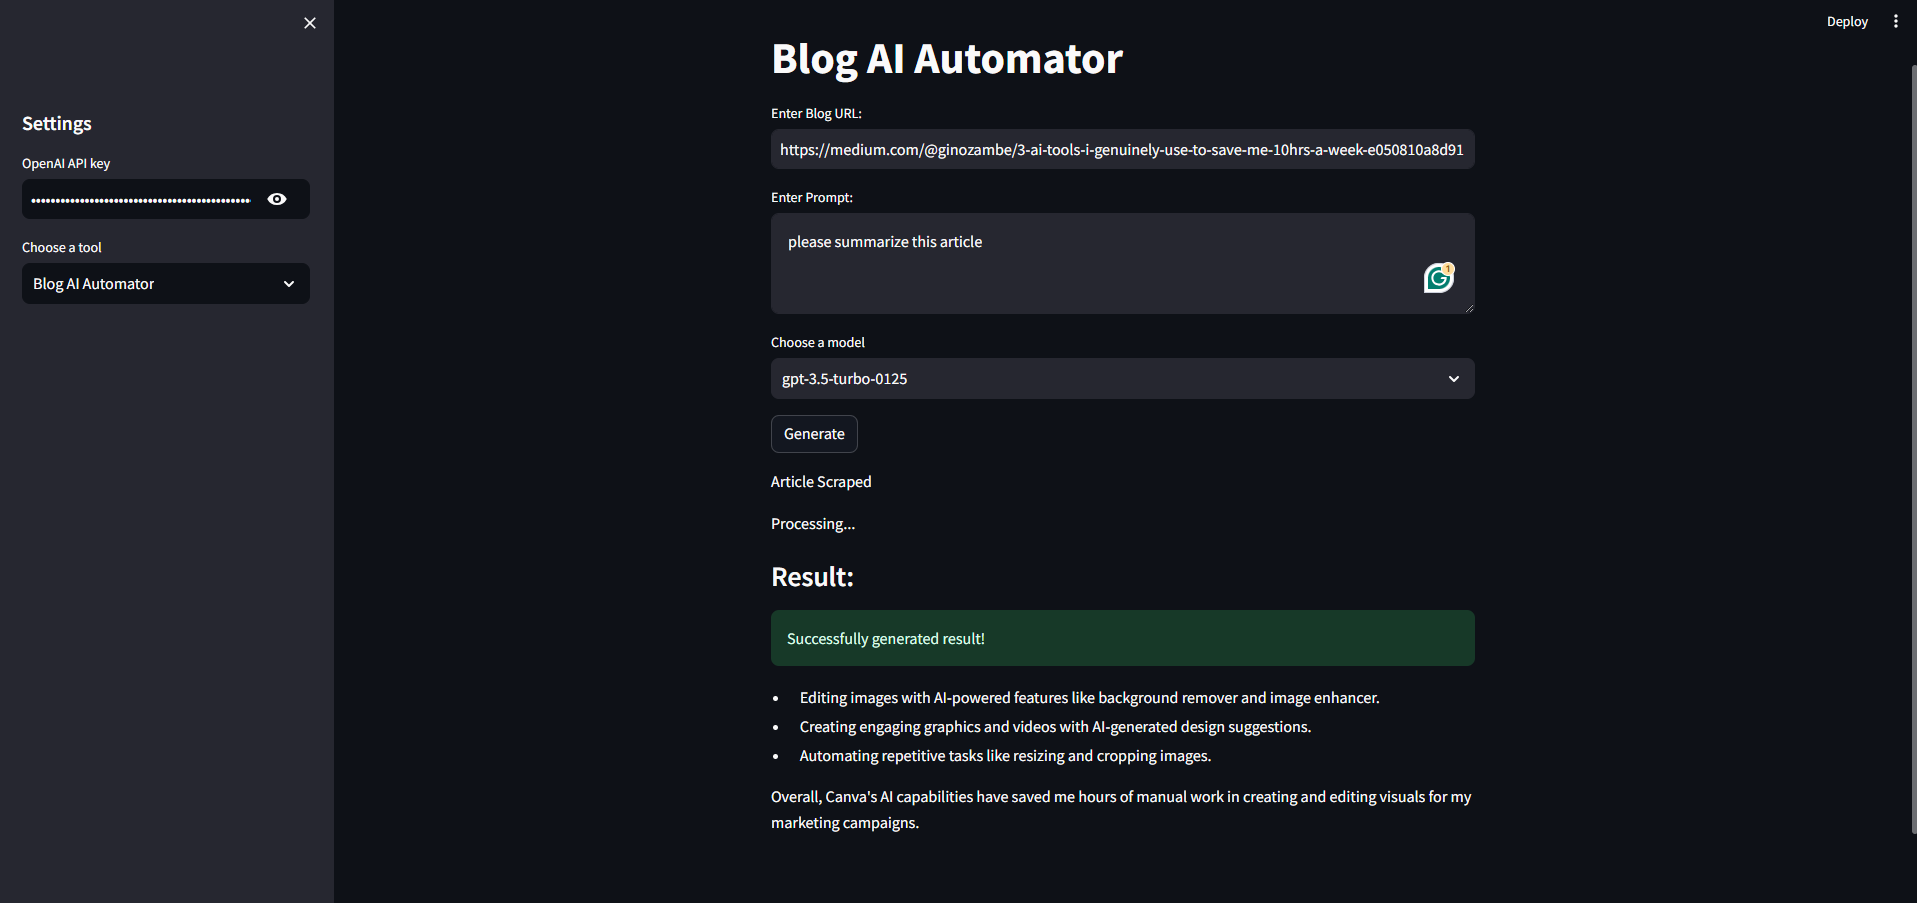 Deploy
Settings
OpenAI API key
Choose a tool
Blog AI Automator
Blog AI Automator
Enter Blog URL:
https://medium.com/@ginozambe/3-ai-tools-i-genuinely-use-to-save-me-10hrs-a-week-e050810a8d91
Enter Prompt:
please summarize this article
1
Choose a model
gpt-3.5-turbo-0125
Generate
Article Scraped
Processing...
Result:
Successfully generated result!
• Editing images with AI-powered features like background remover and image enhancer.
• Creating engaging graphics and videos with AI-generated design suggestions.
• Automating repetitive tasks like resizing and cropping images.
Overall, Canva's AI capabilities have saved me hours of manual work in creating and editing visuals for my
marketing campaigns.